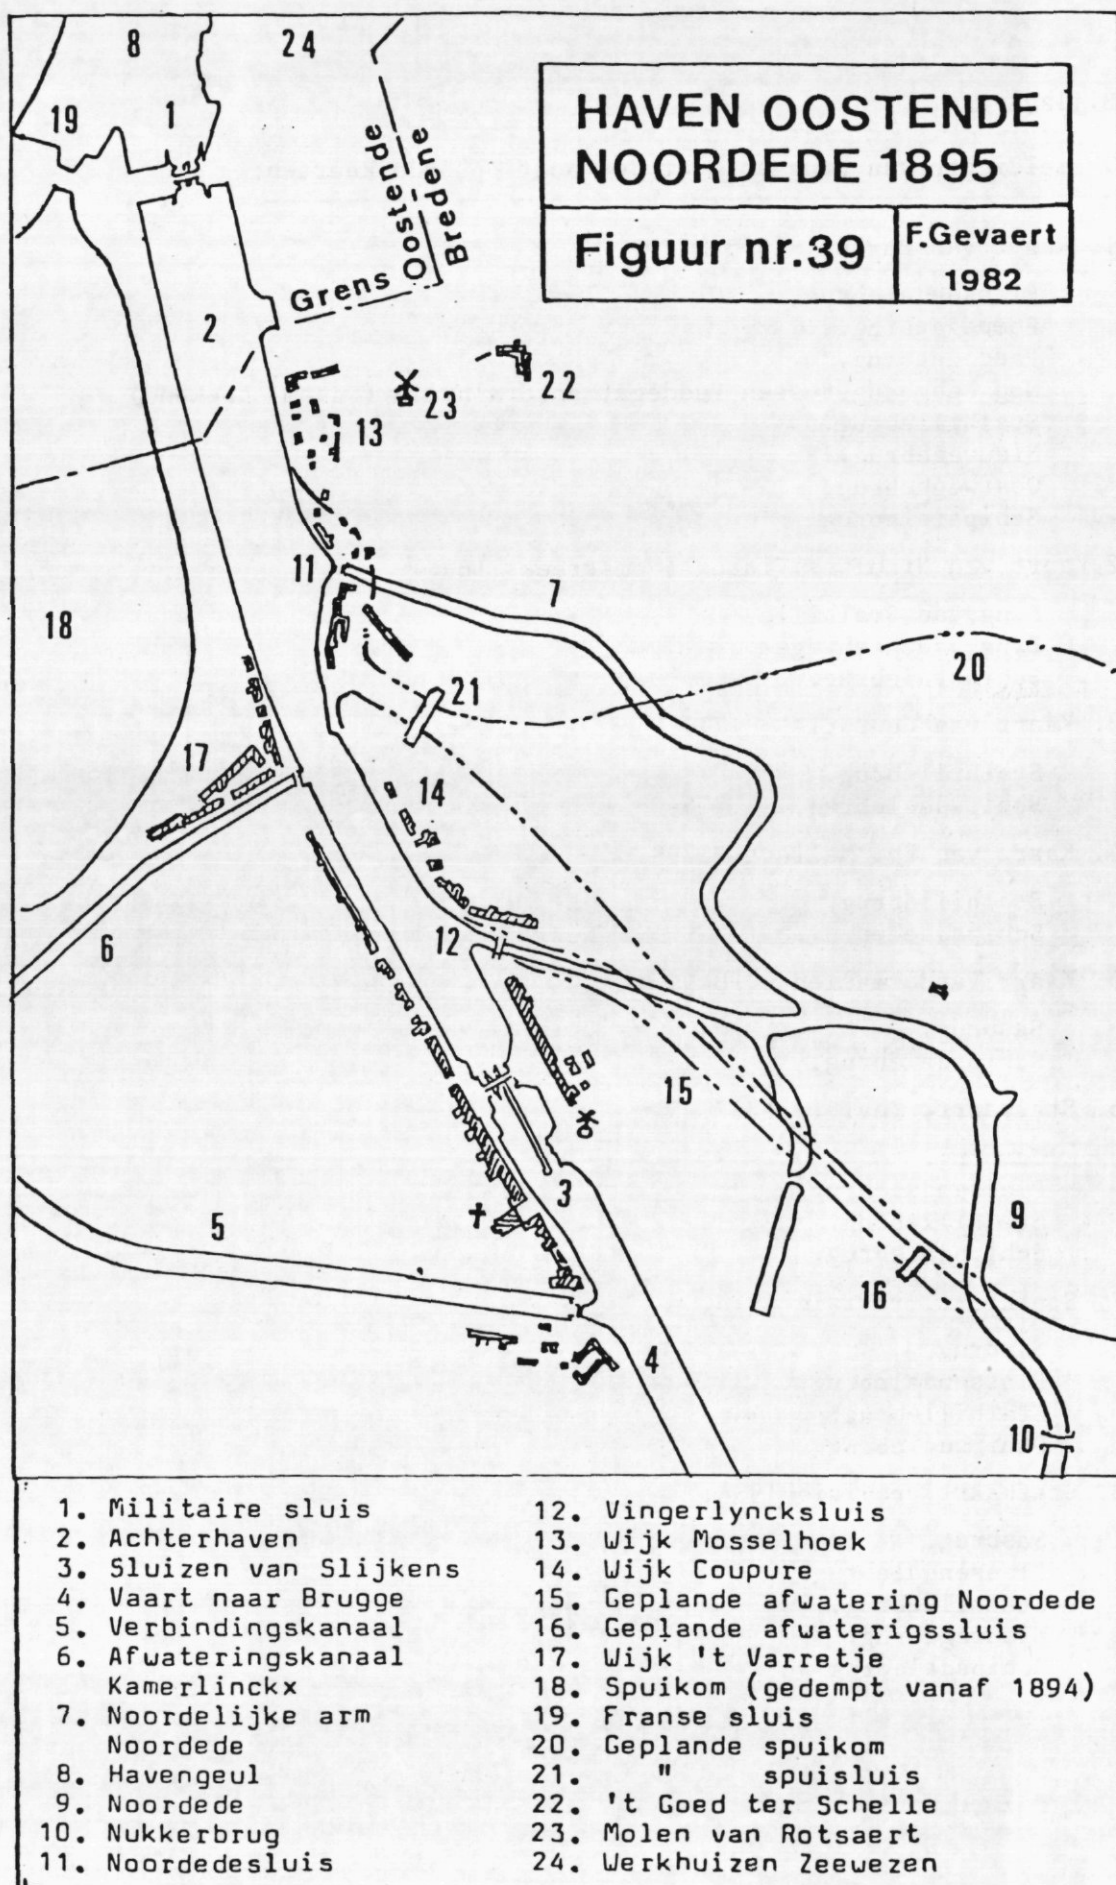 HAVEN OOSTENDE
NOORDEDE 1895
Figuur nr.39
F.Gevaert
1982
8
24
19
1
Oostende
Bredene
Grens
2
23
22
13
11
7
18
20
21
17
14
12
6
15
3
5
9
16
4
10
1. Militaire sluis
2. Achterhaven
3. Sluizen van Slijkens
4. Vaart naar Brugge
5. Verbindingskanaal
6. Afwateringskanaal
Kamerlinckx
7. Noordelijke arm
Noordede
8. Havengeul
9. Noordede
10. Nukkerbrug
11. Noordedesluis
12. Vingerlyncksluis
13. Wijk Mosselhoek
14. Wijk Coupure
15. Geplande afwatering Noordede
16. Geplande afwaterigssluis
17. Wijk 't Varretje
18. Spuikom (gedempt vanaf 1894)
19. Franse sluis
20. Geplande spuikom
21. " spuisluis
22. 't Goed ter Schelle
23. Molen van Rotsaert
24. Werkhuizen Zeewezen